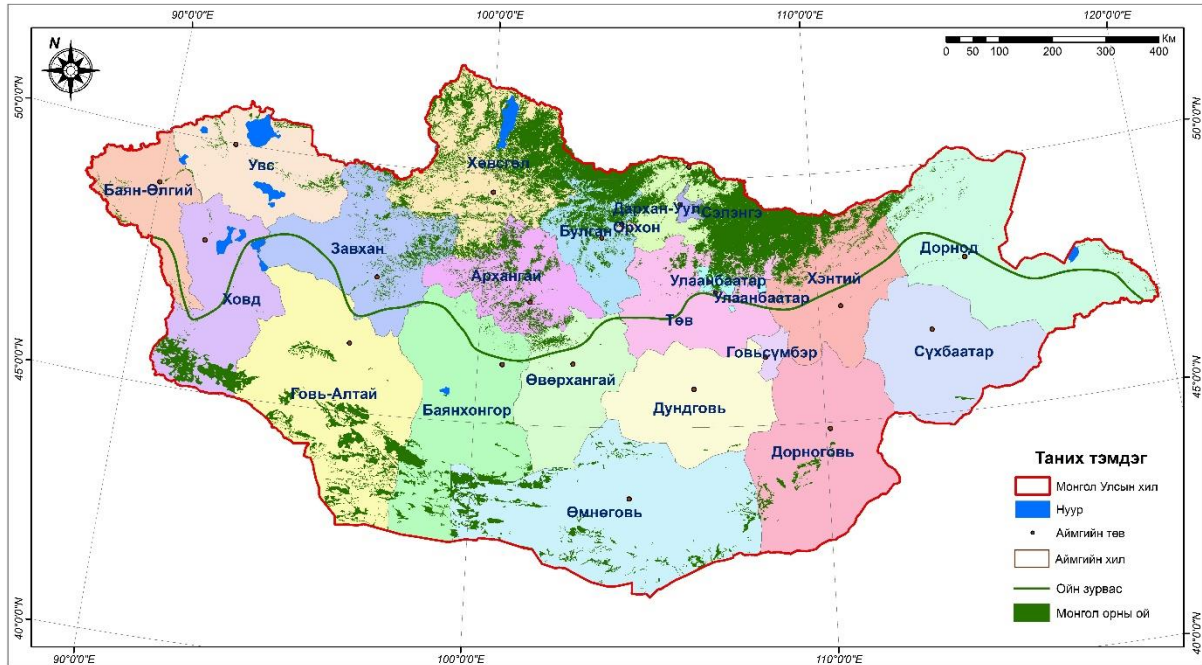 90°0'0"E
100°0'0"E
110°0'0"E
120°0'0"E
N
Км
0 50 100 200 300 400
50°0'0"N
50°0'0"N
Увс
Хөвсгөл
Баян-Өлгий
Дархан-Уул
Сэлэнгэ
Орхон
Булган
Завхан
Дорнод
Архангай
Хэнтий
Улаанбаатар
Улаанбаатар
Ховд
Төв
45°0'0"N
45°0'0"N
Говьсүмбэр
Сүхбаатар
Өвөрхангай
Говь-Алтай
Баянхонгор
Дундговь
Дорноговь
Өмнөговь
Таних тэмдэг
Монгол Улсын хил
Нуур
Аймгийн төв
Аймгийн хил
Ойн зурвас
Монгол орны ой
40°0'0"N
40°0'0"N
90°0'0"E
100°0'0"E
110°0'0"E